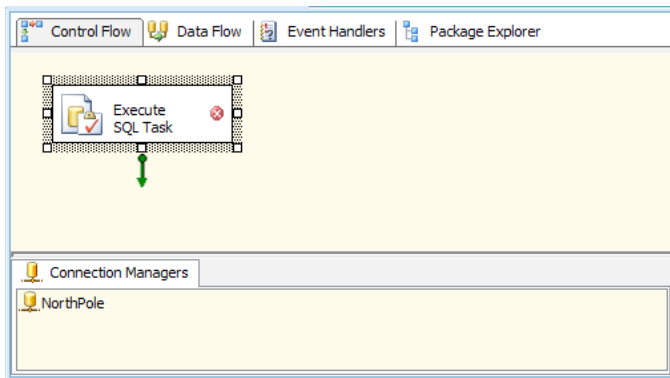 Control Flow Data Flow Event Handlers Package Explorer
Execute
SQL Task
Connection Managers
NorthPole